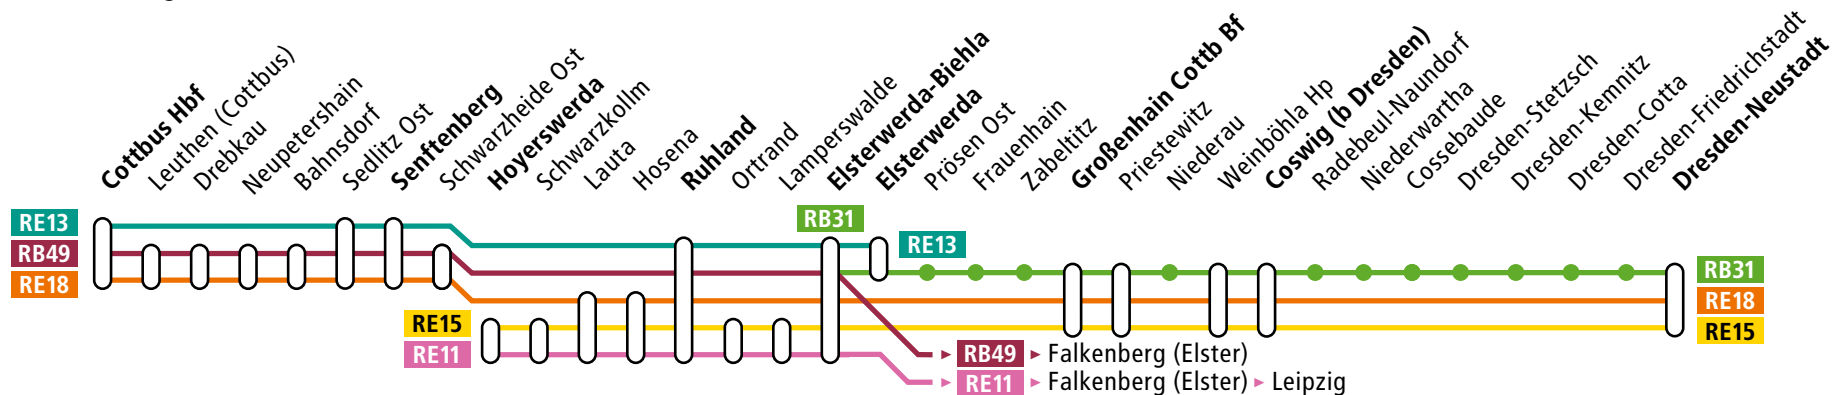 Cottbus Hbf
Leuthen (Cottbus)
Drebkau
Neupetershain
Bahnsdorf
Sedlitz Ost
Senftenberg
Schwarzheide Ost
Hoyerswerda
Schwarzkollm
Lauta
Hosena
Ruhland
Ortrand
Lamperswalde
Elsterwerda-Biehla
Elsterwerda
Prösen Ost
Frauenhain
Zabeltitz
Großenhain Cottb Bf
Priestewitz
Niederau
Weinböhla Hp
Coswig (b Dresden)
Radebeul-Naundorf
Niederwartha
Cossebaude
Dresden-Stetzsch
Dresden-Kemnitz
Dresden-Cotta
Dresden-Friedrichstadt
Dresden-Neustadt
RE13
RB49
RE18
RB31
RE13
RB31
RE18
RE15
RE15
RE11
RB49 Falkenberg (Elster)
RE11 Falkenberg (Elster) Leipzig